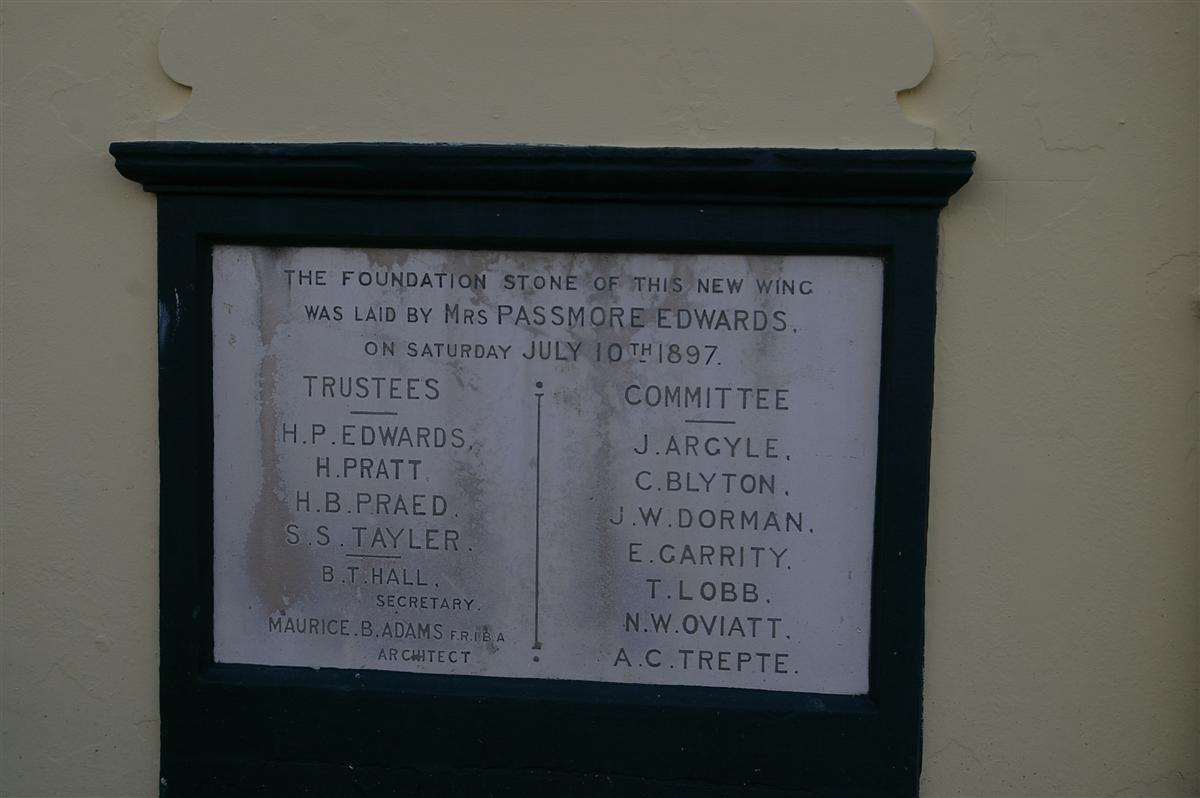 THE FOUNDATION STONE OF THIS NEW WING
WAS LAID BY MRS PASSMORE EDWARDS.
ON SATURDAY JULY 10TH 1897.
TRUSTEES
H.P. EDWARDS,
H. PRATT
H.B. PRAED.
S.S. TAYLER.
B.T. HALL.
SECRETARY.
MAURICE.B.ADAMS F.R.I.B.A
ARCHITECT
COMMITTEE
J. ARGYLE.
C. BLYTON.
J.W. DORMAN.
E. GARRITY.
T. LOBB.
N.W. OVIATT.
A.C. TREPTE.